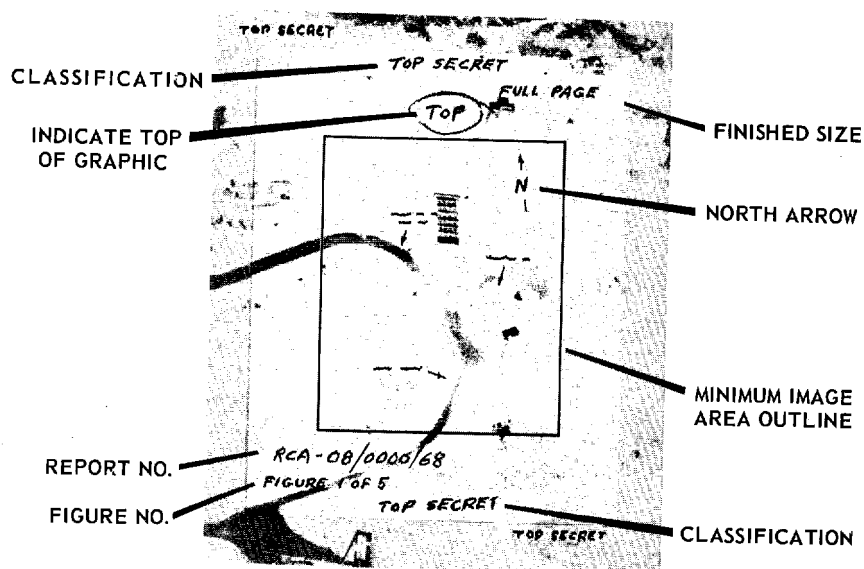 TOP SECRET
TOP SECRET
CLASSIFICATION
FULL PAGE
TOP
FINISHED SIZE
INDICATE TOP
OF GRAPHIC
N
NORTH ARROW
MINIMUM IMAGE
AREA OUTLINE
RCA-08/0000/68
REPORT NO.
FIGURE 1 OF 5
FIGURE NO.
TOP SECRET
TOP SECRET
CLASSIFICATION